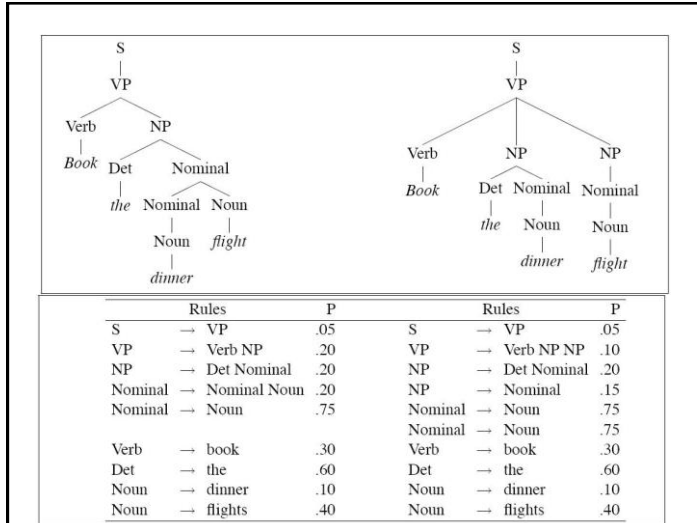 S
VP
Verb NP
Book Det Nominal
the Nominal Noun
Noun flight
dinner
S
VP
Verb NP NP
Book Det Nominal Nominal
the Noun Noun
dinner flight
Rules P
S → VP .05
VP → Verb NP .20
NP → Det Nominal .20
Nominal → Nominal Noun .20
Nominal → Noun .75
Verb → book .30
Det → the .60
Noun → dinner .10
Noun → flights .40
Rules P
S → VP .05
VP → Verb NP NP .10
NP → Det Nominal .20
NP → Nominal .15
Nominal → Noun .75
Nominal → Noun .75
Verb → book .30
Det → the .60
Noun → dinner .10
Noun → flights .40